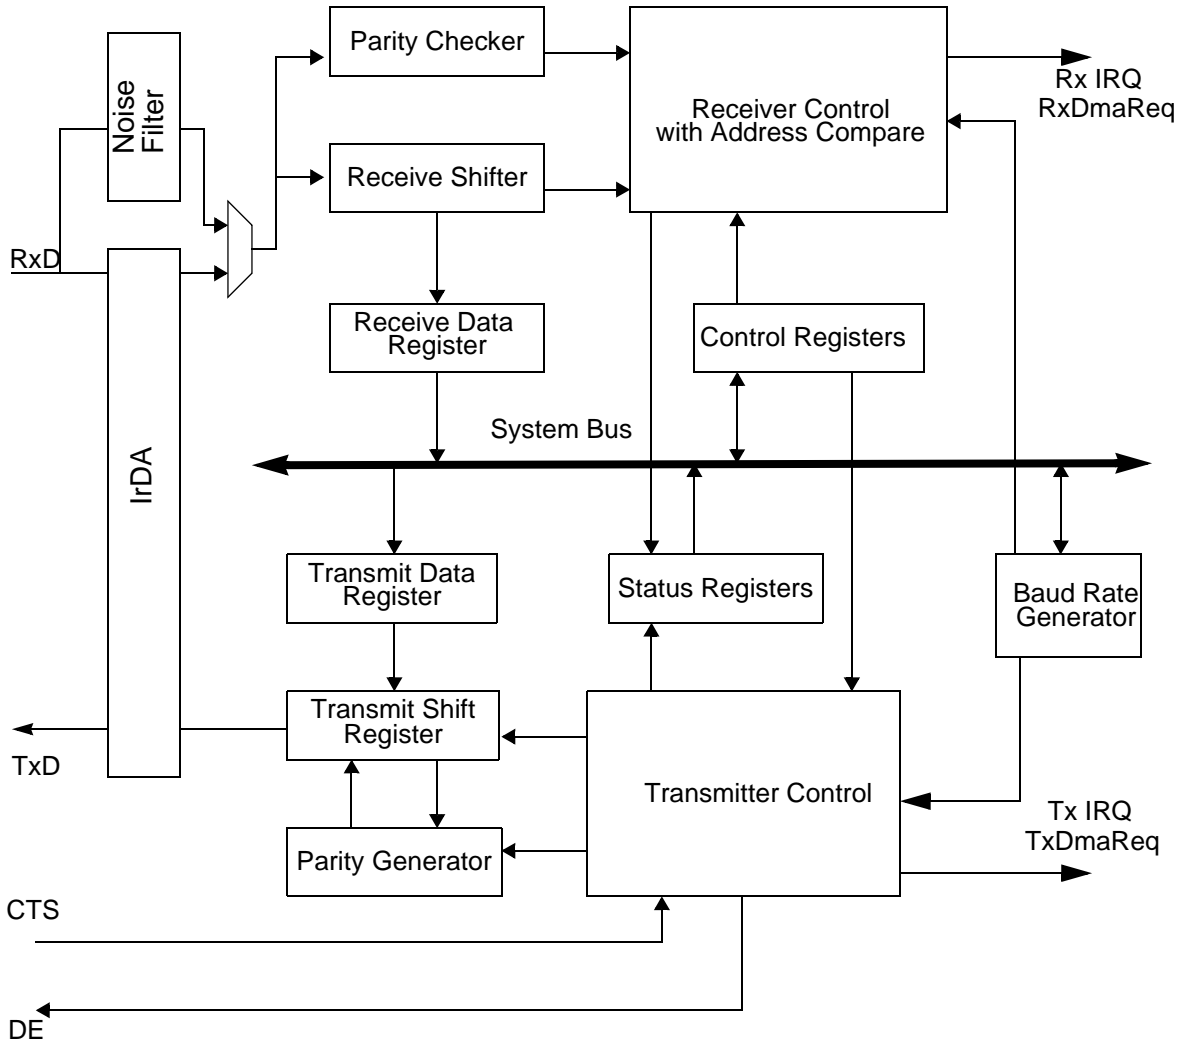 Parity Checker
Noise
Filter
Receiver Control
with Address Compare
Rx IRQ
RxDmaReq
Receive Shifter
RxD
Receive Data
Register
Control Registers
System Bus
IrDA
Transmit Data
Register
Status Registers
Baud Rate
Generator
Transmit Shift
Register
TxD
Transmitter Control
Tx IRQ
TxDmaReq
Parity Generator
CTS
DE